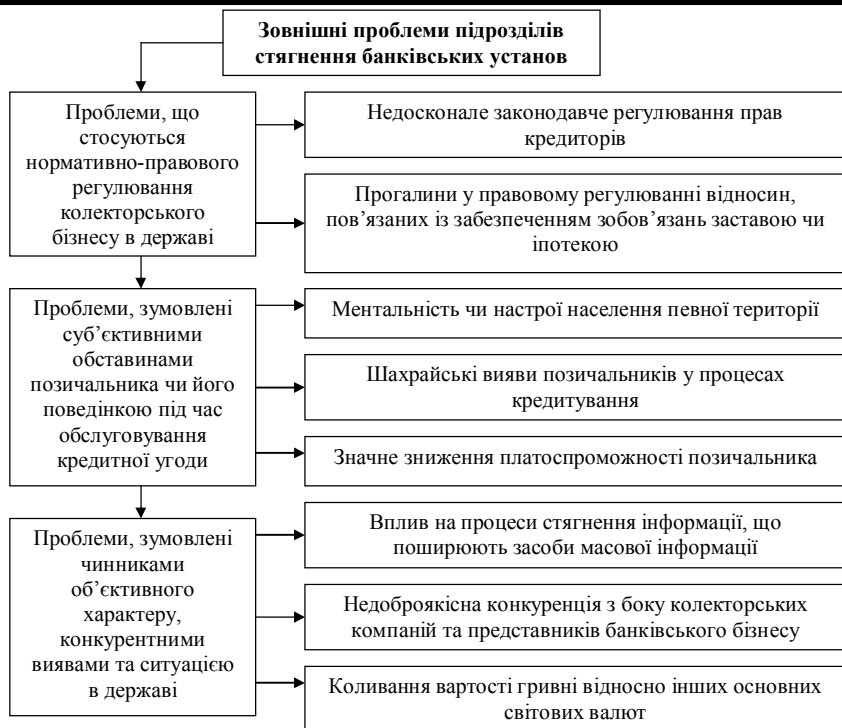 Зовнішні проблеми підрозділів
стягнення банківських установ
Проблеми, що
стосуються
нормативно-правового
регулювання
колекторського
бізнесу в державі
Недосконале законодавче регулювання прав
кредиторів
Прогалини у правовому регулюванні відносин,
пов’язаних із забезпеченням зобов’язань заставою чи
іпотекою
Проблеми, зумовлені
суб’єктивними
обставинами
позичальника чи його
поведінкою під час
обслуговування
кредитної угоди
Ментальність чи настрої населення певної території
Шахрайські вияви позичальників у процесах
кредитування
Значне зниження платоспроможності позичальника
Проблеми, зумовлені
чинниками
об’єктивного
характеру,
конкурентними
виявами та ситуацією
в державі
Вплив на процеси стягнення інформації, що
поширюють засоби масової інформації
Недоброякісна конкуренція з боку колекторських
компаній та представників банківського бізнесу
Коливання вартості гривні відносно інших основних
світових валют